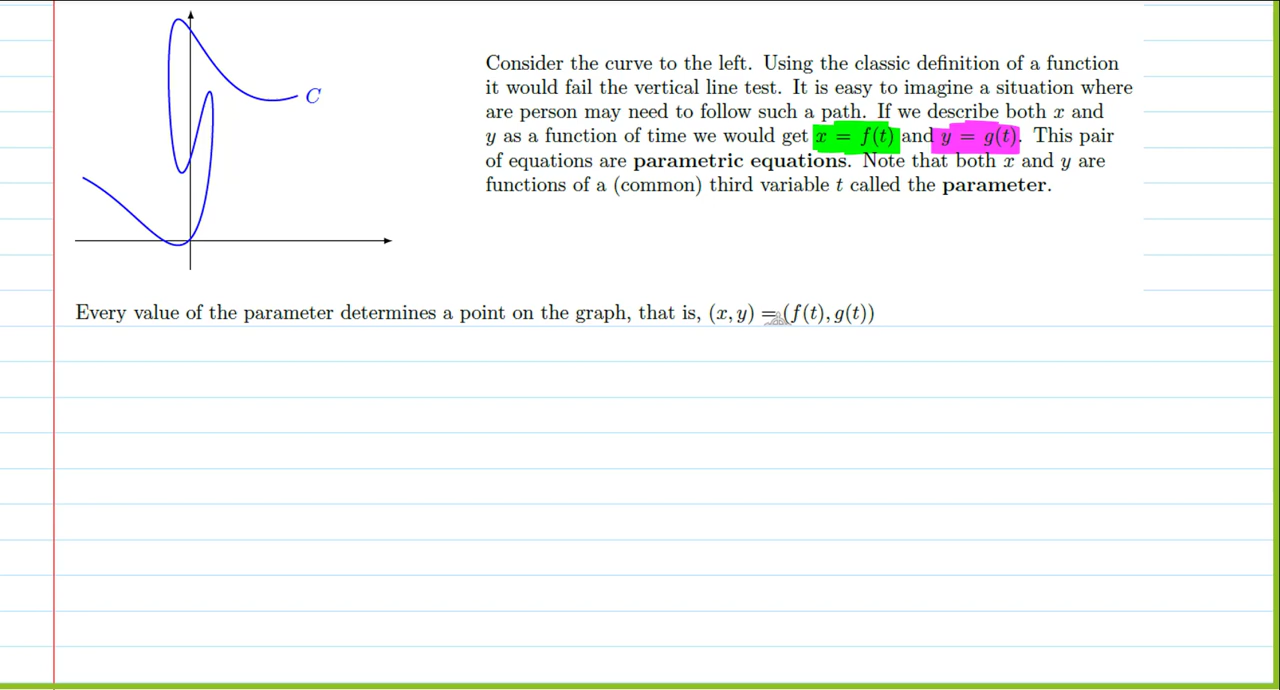 C
Consider the curve to the left. Using the classic definition of a function
it would fail the vertical line test. It is easy to imagine a situation where
are person may need to follow such a path. If we describe both x and
y as a function of time we would get x = f(t) and y = g(t). This pair
of equations are parametric equations. Note that both x and y are
functions of a (common) third variable t called the parameter.
Every value of the parameter determines a point on the graph, that is, (x, y) = (f(t), g(t))